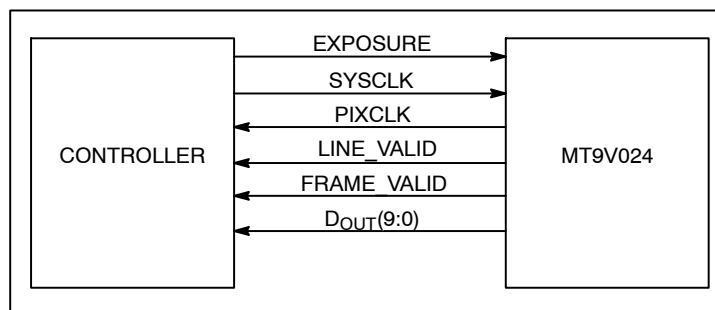 EXPOSURE
SYSCLK
PIXCLK
CONTROLLER
LINE_VALID
MT9V024
FRAME_VALID
DOUT(9:0)